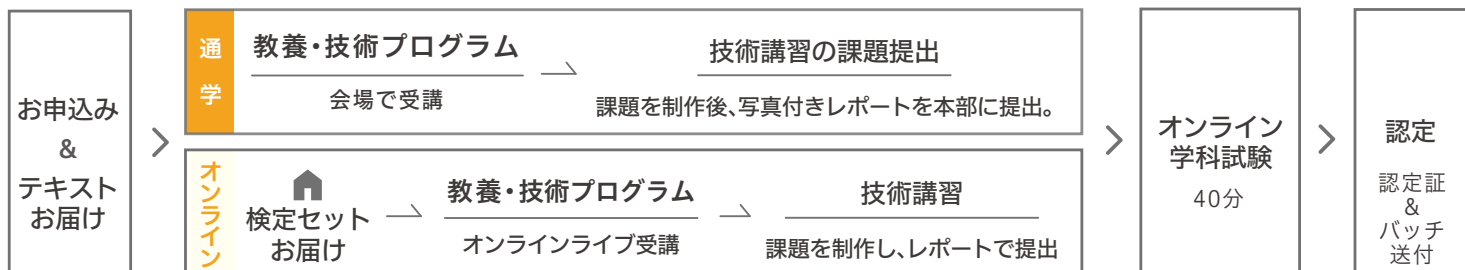 お申込み
&
テキスト
お届け
通学
教養・技術プログラム
会場で受講
技術講習の課題提出
課題を制作後、写真付きレポートを本部に提出。
オンライン
検定セット
お届け
教養・技術プログラム
オンラインライブ受講
技術講習
課題を制作し、レポートで提出
オンライン
学科試験
40分
認定
認定証
&
バッチ
送付